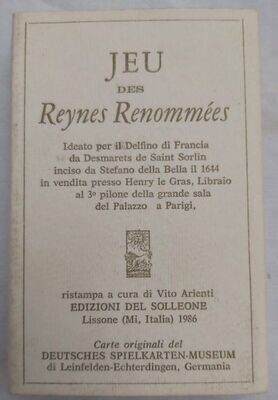 JEU
DES
Reynes Renommées
Ideato per il Delfino di Francia
da Desmarets de Saint Sorlin
inciso da Stefano della Bella il 1644
in vendita presso Henry le Gras, Libraio
al 3º pilone della grande sala
del Palazzo a Parigi,
ristampa a cura di Vito Arienti
EDIZIONI DEL SOLLEONE
Lissone (Mi, Italia) 1986
Carte originali del
DEUTSCHES SPIELKARTEN-MUSEUM
di Leinfelden-Echterdingen, Germania